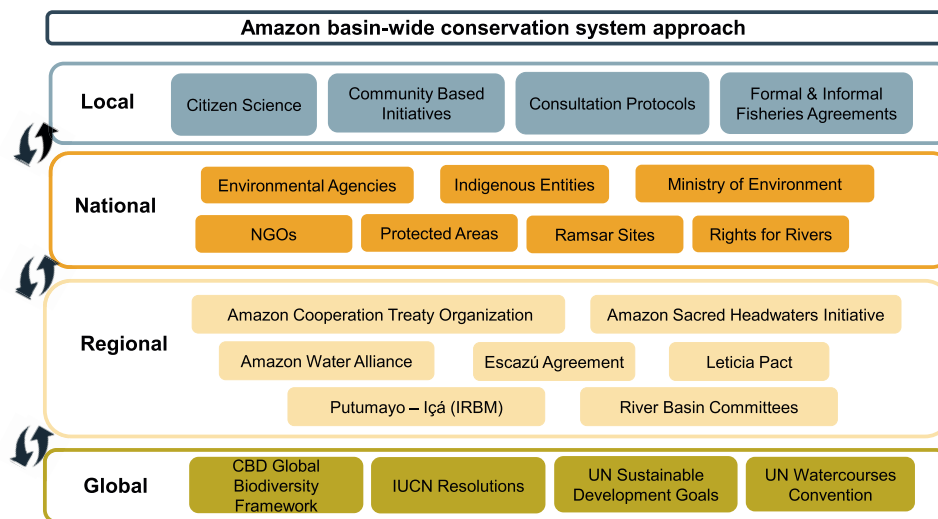 Amazon basin-wide conservation system approach
Local
Citizen Science
Community Based
Initiatives
Consultation Protocols
Formal & Informal
Fisheries Agreements
National
Environmental Agencies
Indigenous Entities
Ministry of Environment
NGOs
Protected Areas
Ramsar Sites
Rights for Rivers
Regional
Amazon Cooperation Treaty Organization
Amazon Sacred Headwaters Initiative
Amazon Water Alliance
Escazú Agreement
Leticia Pact
Putumayo – Içá (IRBM)
River Basin Committees
Global
CBD Global
Biodiversity
Framework
IUCN Resolutions
UN Sustainable
Development Goals
UN Watercourses
Convention